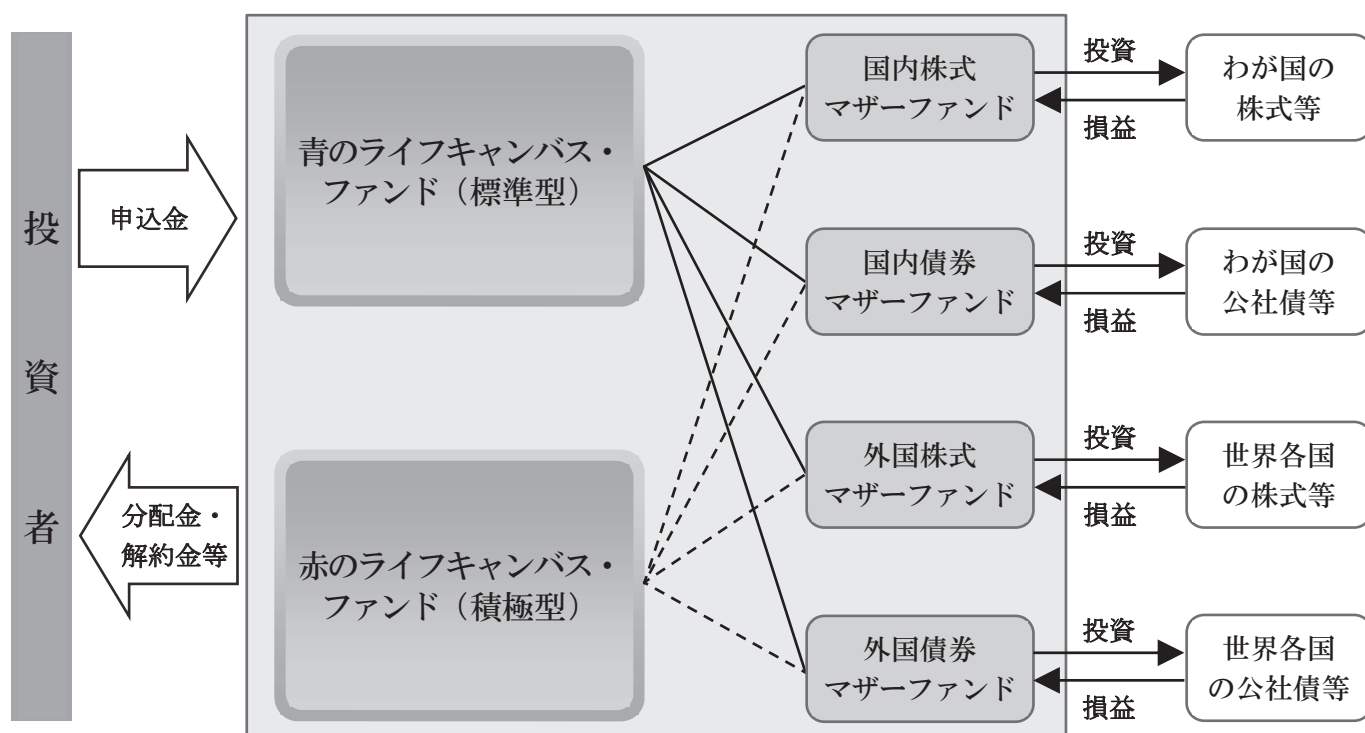 投資者
申込金
分配金・
解約金等
青のライフキャンバス・
ファンド（標準型）
赤のライフキャンバス・
ファンド（積極型）
国内株式
マザーファンド
投資
損益
わが国の
株式等
国内債券
マザーファンド
投資
損益
わが国の
公社債等
外国株式
マザーファンド
投資
損益
世界各国
の株式等
外国債券
マザーファンド
投資
損益
世界各国
の公社債等